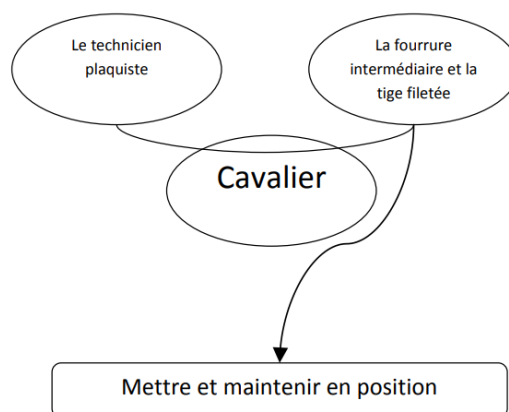 Le technicien
plaquiste
La fourrure
intermédiaire et la
tige filetée
Cavalier
Mettre et maintenir en position